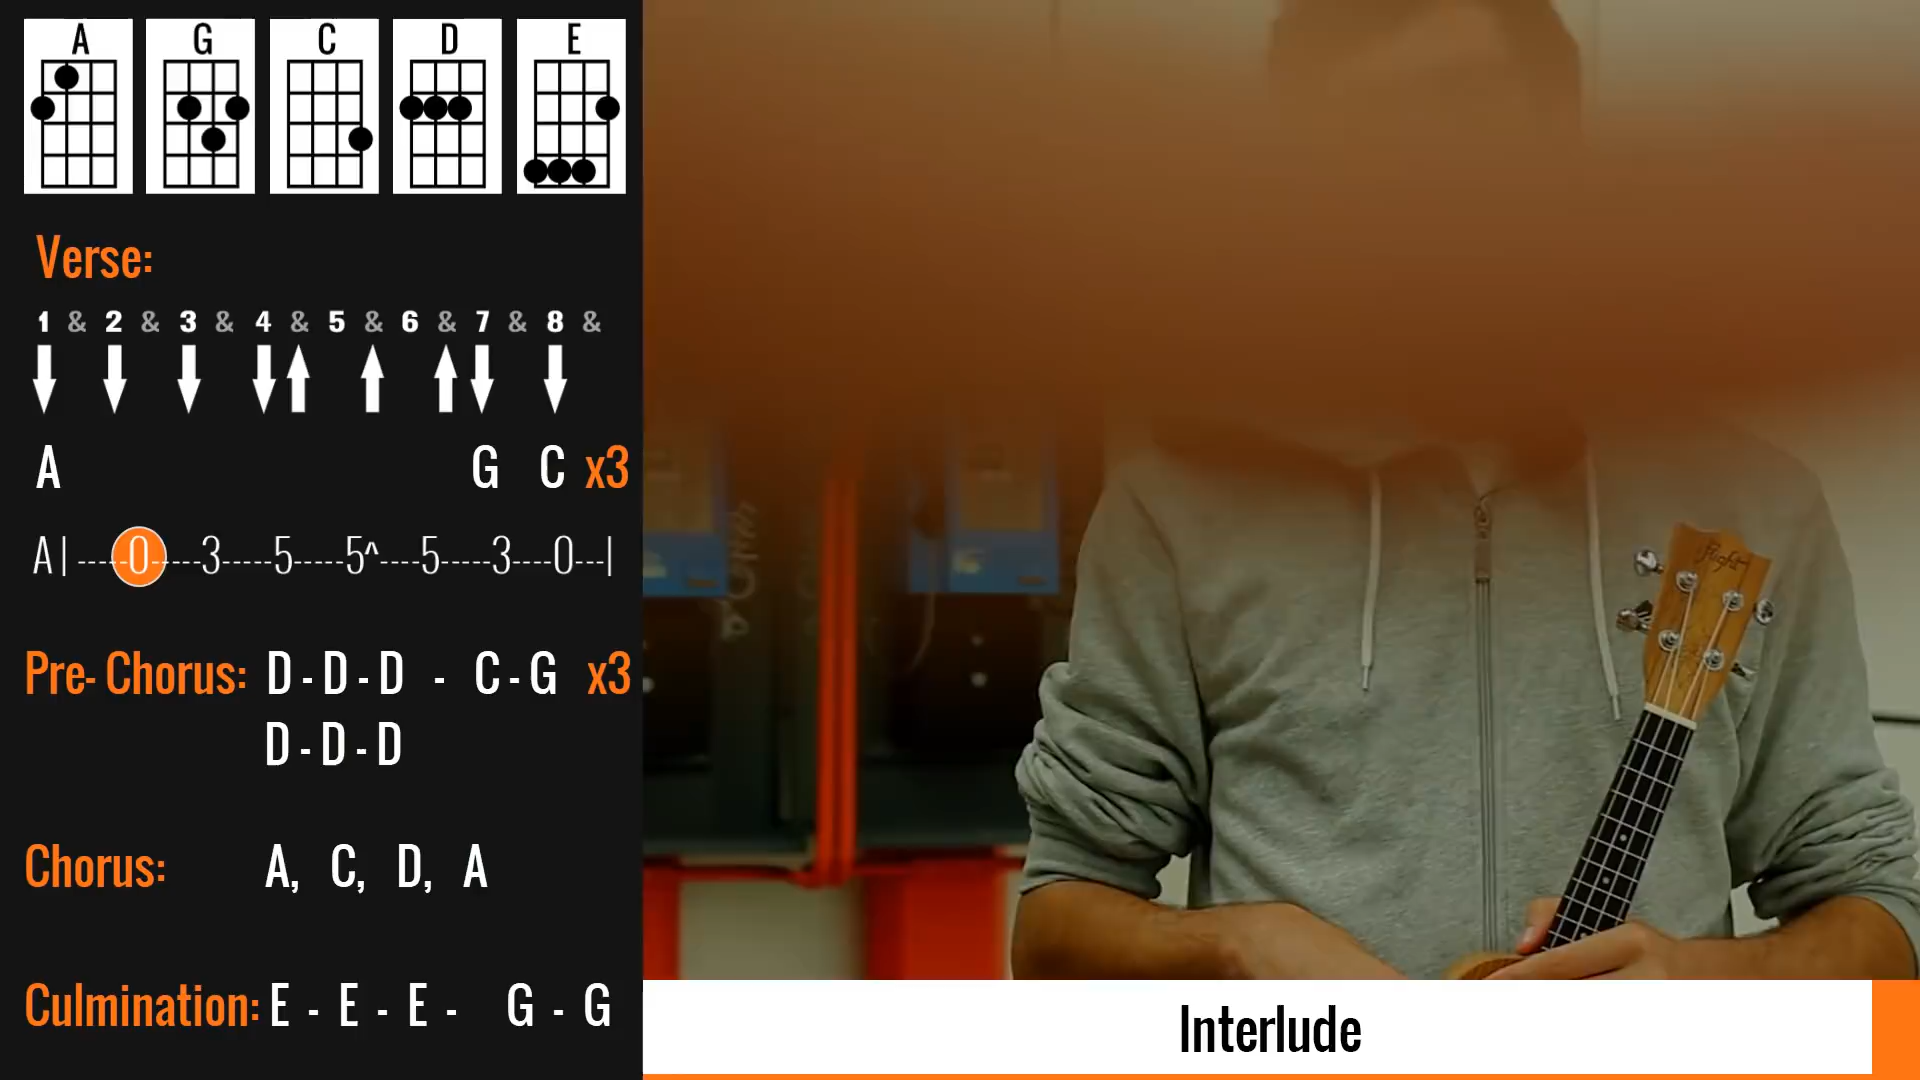 A G C D E
Verse:
1 & 2 & 3 & 4 & 5 & 6 & 7 & 8 &
A G C x3
A|-----0-----3-----5-----5^----5-----3----0---|
Pre-Chorus: D-D-D - C-G x3
D-D-D
Chorus: A, C, D, A
Culmination: E - E - E - G - G
flight
Interlude